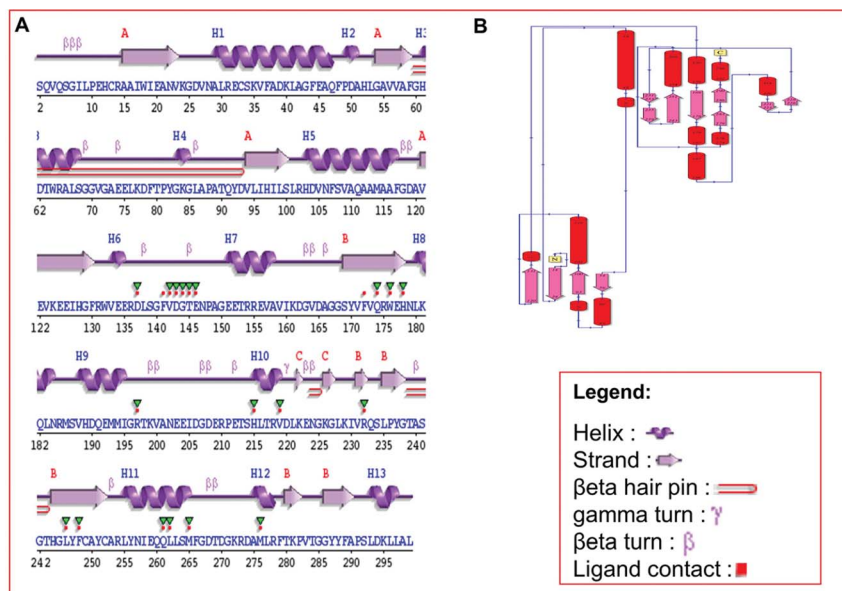 A
B
βββ A H1 H2 A H3
SQVQSGILPEHCRAAIWIEANVKGDVNALRECSKVFADKLAGFEAQFPDAHLGAVVAFGH
2 10 15 20 25 30 35 40 45 50 55 60
β β H4 β A H5 ββ A
DTWRALSGGVGAEELKDFTPYGKGLAPATQYDVLIHILSLRHDVNFSVAQAAMAAFGDAV
62 70 75 80 85 90 95 100 105 110 115 120
H6 β β H7 ββ β B H8
EVKEEIHGFRWVEERDLSGFVDGTENPAGEETRREVAVIKDGVDAGGSYVFVQRWEHNLK
122 130 135 140 145 150 155 160 165 170 175 180
H9 ββ ββ β H10 γ C ββ C B B β
QLNRMSVHDQEMMIGRTKVANEEIDGDERPETSHLTRVDLKENGKGLKIVRQSLPYGTAS
182 190 195 200 205 210 215 220 225 230 235 240
B β H11 ββ H12 B B H13
GTHGLYFCAYCARLYNIEQQLLSMFGDTDGKRDAMLRFTKPVTGGYYFAPSLDKLLAL
242 250 255 260 265 270 275 280 285 290 295
Legend:
Helix :
Strand :
βeta hair pin :
gamma turn : γ
βeta turn : β
Ligand contact :